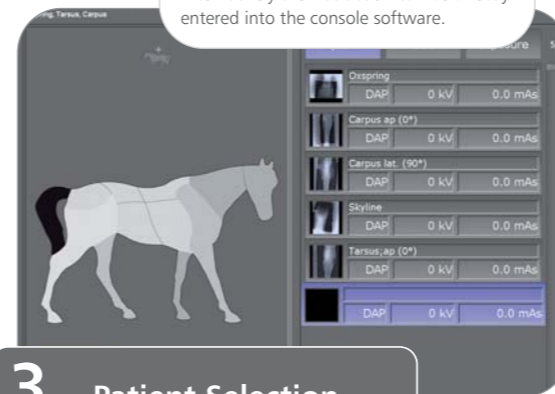 entered into the console software.
Tarsus, Carpus
Oxspring
DAP 0 kV 0.0 mAs
Carpus ap (0°)
DAP 0 kV 0.0 mAs
Carpus lat. (90°)
DAP 0 kV 0.0 mAs
Skyline
DAP 0 kV 0.0 mAs
Tarsus;ap (0°)
DAP 0 kV 0.0 mAs
DAP 0 kV 0.0 mAs
3 Patient Selection